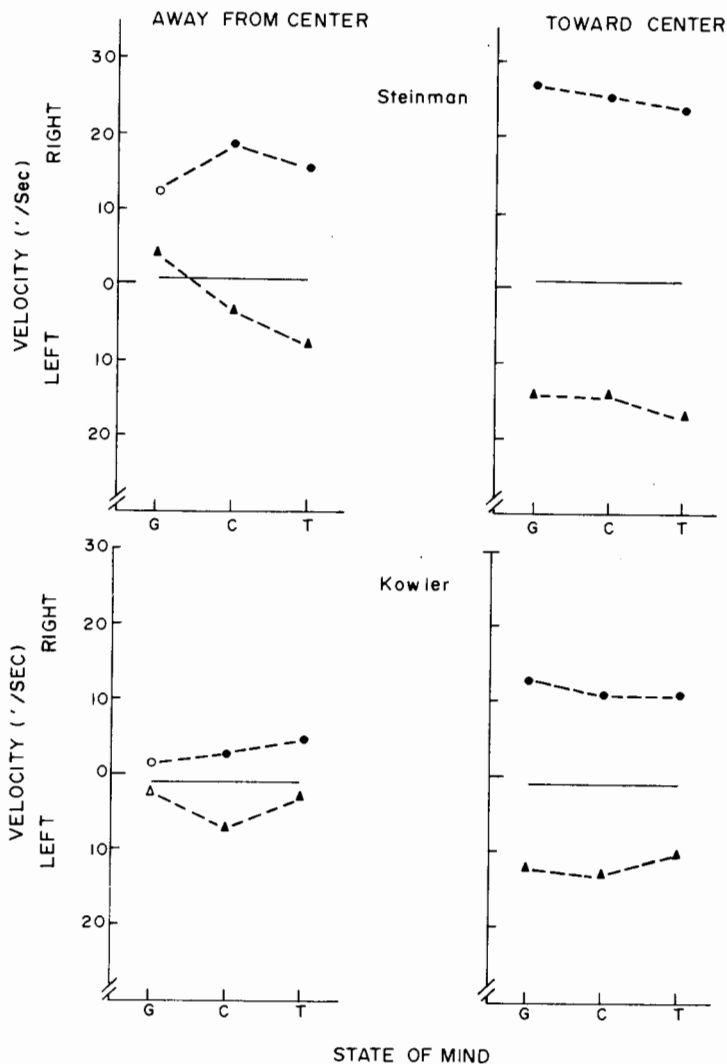 AWAY FROM CENTER
TOWARD CENTER
Steinman
VELOCITY ('/Sec)
RIGHT
LEFT
30
20
10
0
10
20
G C T
G C T
Kowler
VELOCITY ('/SEC)
RIGHT
LEFT
30
20
10
0
10
20
G C T
G C T
STATE OF MIND